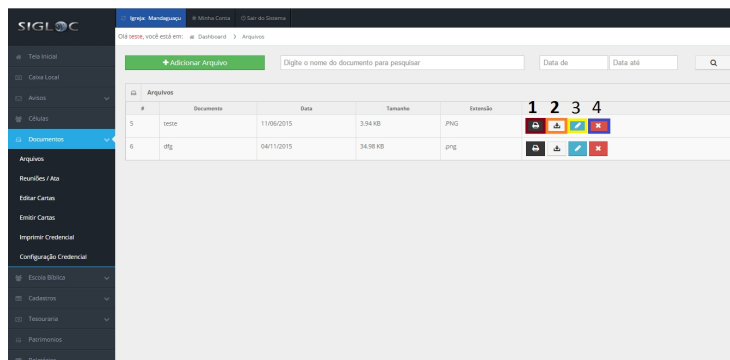 SIGLOC
Igreja: Mandaguaçu
Minha Conta
Sair do Sistema
Olá teste, você está em: Dashboard > Arquivos
Tela Inicial
Caixa Local
Avisos
Células
Documentos
Arquivos
Reuniões / Ata
Editar Cartas
Emitir Cartas
Imprimir Credencial
Configuração Credencial
Escola Bíblica
Cadastros
Tesouraria
Patrimonios
Adicionar Arquivo
Digite o nome do documento para pesquisar
Data de
Data até
Arquivos
1 2 3 4
# Documento Data Tamanho Extensão
5 teste 11/06/2015 3.94 KB .PNG
6 dfg 04/11/2015 34.98 KB .png